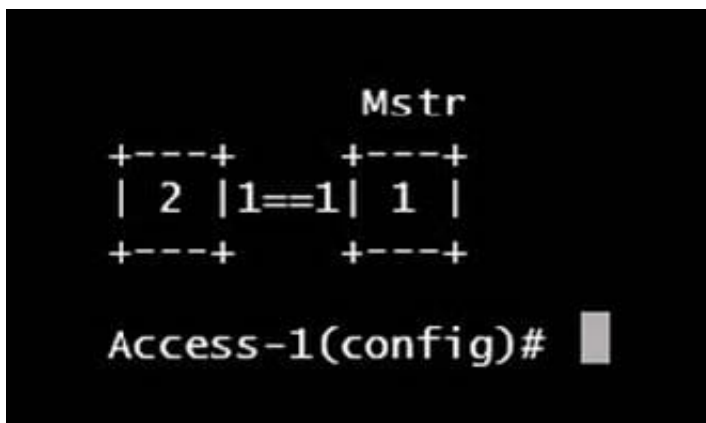 Mstr
+---+    +---+
| 2 |1==1| 1 |
+---+    +---+
Access-1(config)#